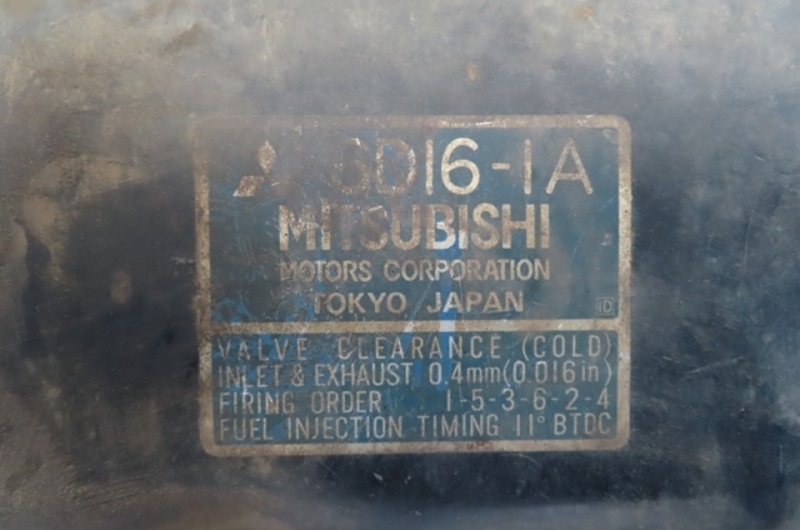 6D16-1A
MITSUBISHI
MOTORS CORPORATION
TOKYO JAPAN
ID
VALVE CLEARANCE (COLD)
INLET & EXHAUST 0.4mm(0.016in)
FIRING ORDER 1-5-3-6-2-4
FUEL INJECTION TIMING 11° BTDC